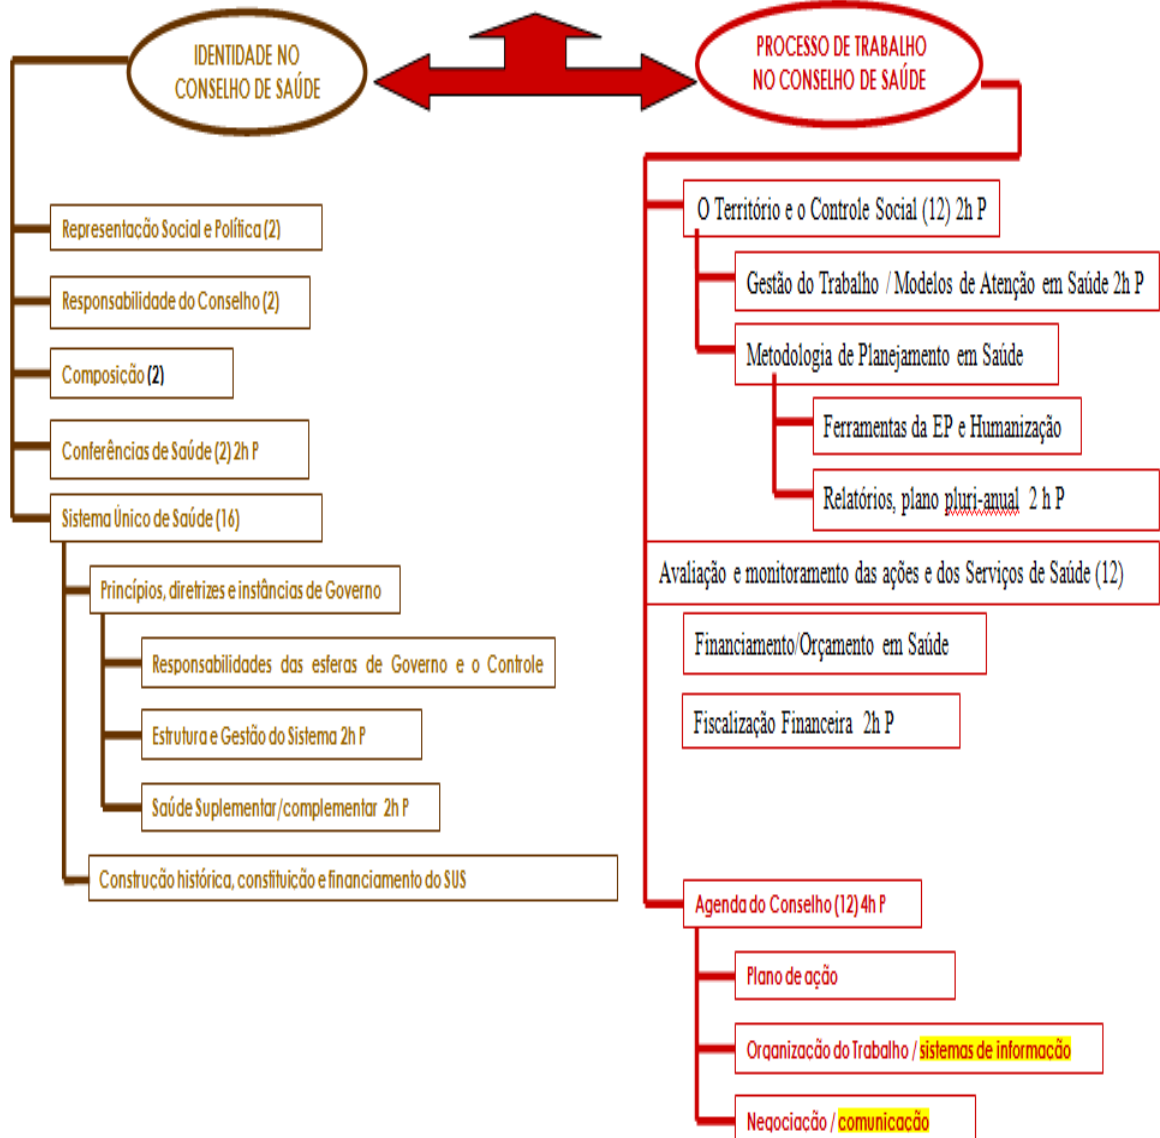 IDENTIDADE NO
CONSELHO DE SAÚDE
Representação Social e Política (2)
Responsabilidade do Conselho (2)
Composição (2)
Conferências de Saúde (2) 2h P
Sistema Único de Saúde (16)
Princípios, diretrizes e instâncias de Governo
Responsabilidades das esferas de Governo e o Controle
Estrutura e Gestão do Sistema 2h P
Saúde Suplementar/complementar 2h P
Construção histórica, constituição e financiamento do SUS
PROCESSO DE TRABALHO
NO CONSELHO DE SAÚDE
O Território e o Controle Social (12) 2h P
Gestão do Trabalho / Modelos de Atenção em Saúde 2h P
Metodologia de Planejamento em Saúde
Ferramentas da EP e Humanização
Relatórios, plano pluri-anual 2 h P
Avaliação e monitoramento das ações e dos Serviços de Saúde (12)
Financiamento/Orçamento em Saúde
Fiscalização Financeira 2h P
Agenda do Conselho (12) 4h P
Plano de ação
Organização do Trabalho / sistemas de informação
Negociação / comunicação